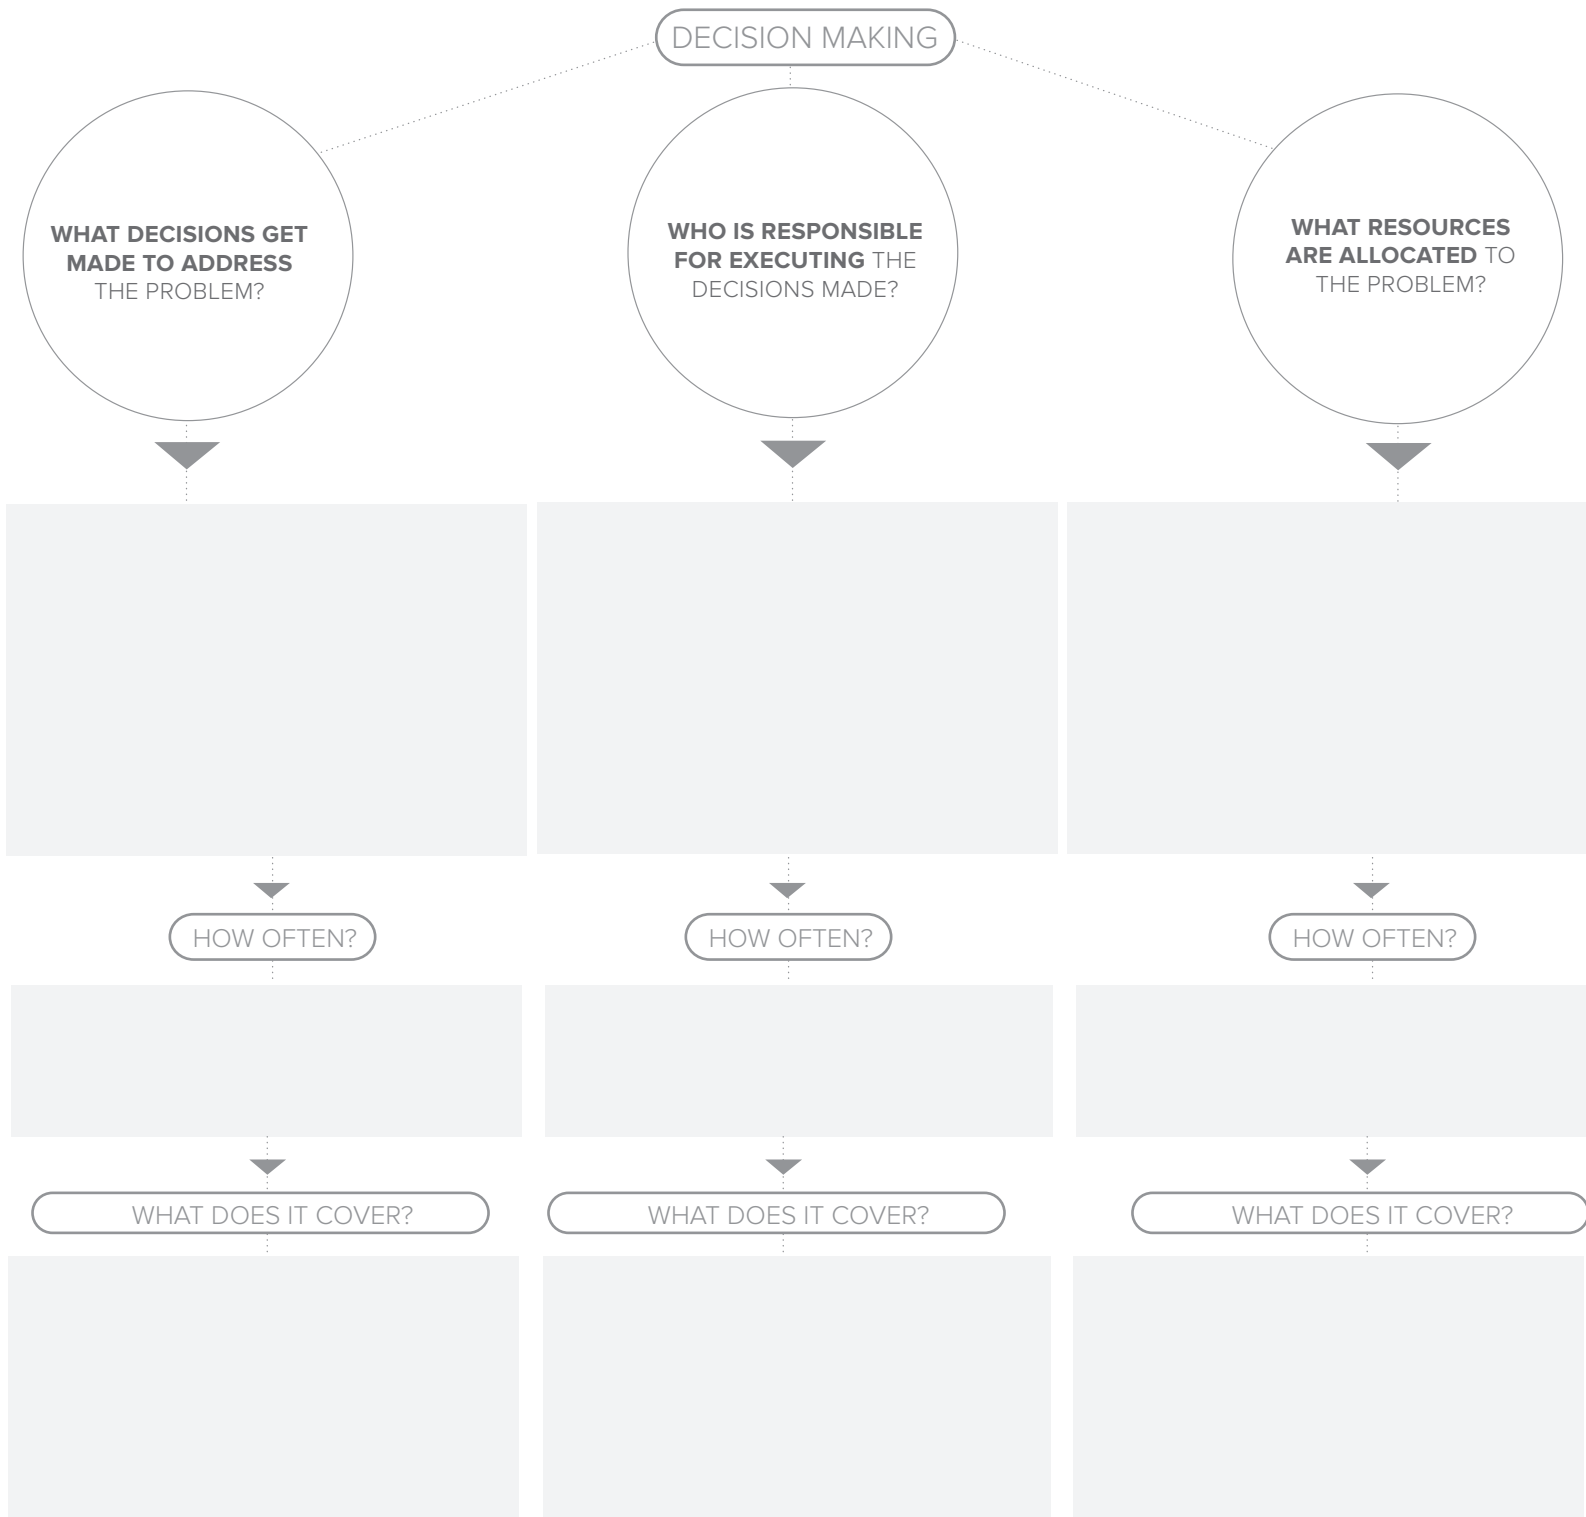 DECISION MAKING
WHAT DECISIONS GET
MADE TO ADDRESS
THE PROBLEM?
WHO IS RESPONSIBLE
FOR EXECUTING THE
DECISIONS MADE?
WHAT RESOURCES
ARE ALLOCATED TO
THE PROBLEM?
HOW OFTEN?
HOW OFTEN?
HOW OFTEN?
WHAT DOES IT COVER?
WHAT DOES IT COVER?
WHAT DOES IT COVER?